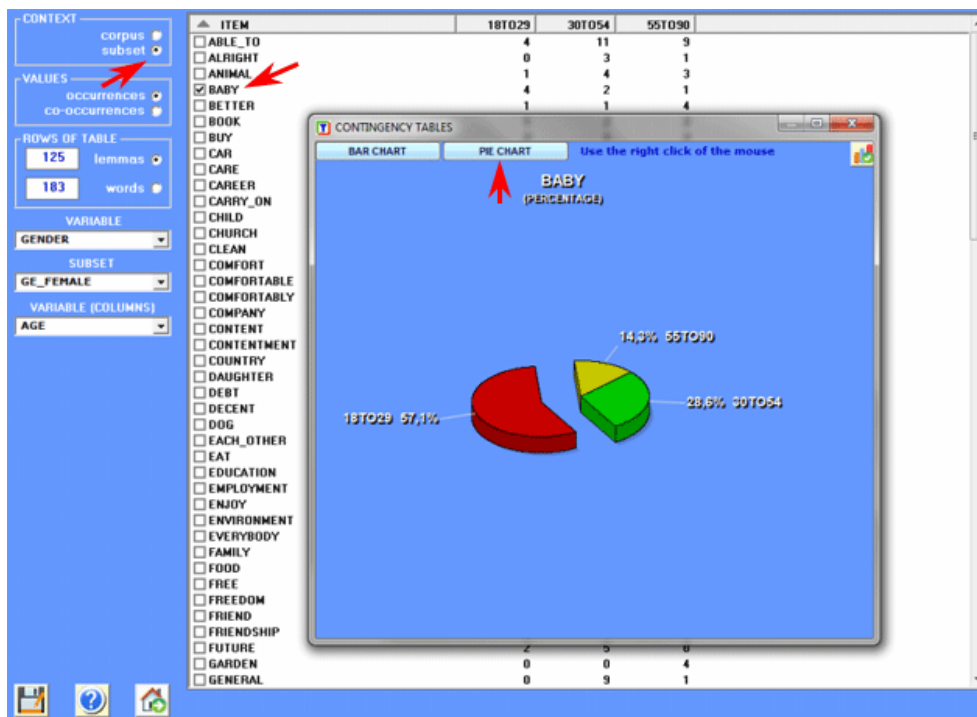 CONTEXT
corpus
subset
VALUES
occurrences
co-occurrences
ROWS OF TABLE
125 lemmas
183 words
VARIABLE
GENDER
SUBSET
GE_FEMALE
VARIABLE (COLUMNS)
AGE
ITEM 18TO29 30TO54 55TO90
ABLE_TO 4 11 9
ALRIGHT 0 3 1
ANIMAL 1 4 3
BABY 4 2 1
BETTER 1 1 4
BOOK
BUY
CAR
CARE
CAREER
CARRY_ON
CHILD
CHURCH
CLEAN
COMFORT
COMFORTABLE
COMFORTABLY
COMPANY
CONTENT
CONTENTMENT
COUNTRY
DAUGHTER
DEBT
DECENT
DOG
EACH_OTHER
EAT
EDUCATION
EMPLOYMENT
ENJOY
ENVIRONMENT
EVERYBODY
FAMILY
FOOD
FREE
FREEDOM
FRIEND
FRIENDSHIP
FUTURE 2 5
GARDEN 0 0 4
GENERAL 0 9 1
CONTINGENCY TABLES
BAR CHART PIE CHART Use the right click of the mouse
BABY
(PERCENTAGE)
14,3% 55TO90
28,6% 30TO54
18TO29 57,1%